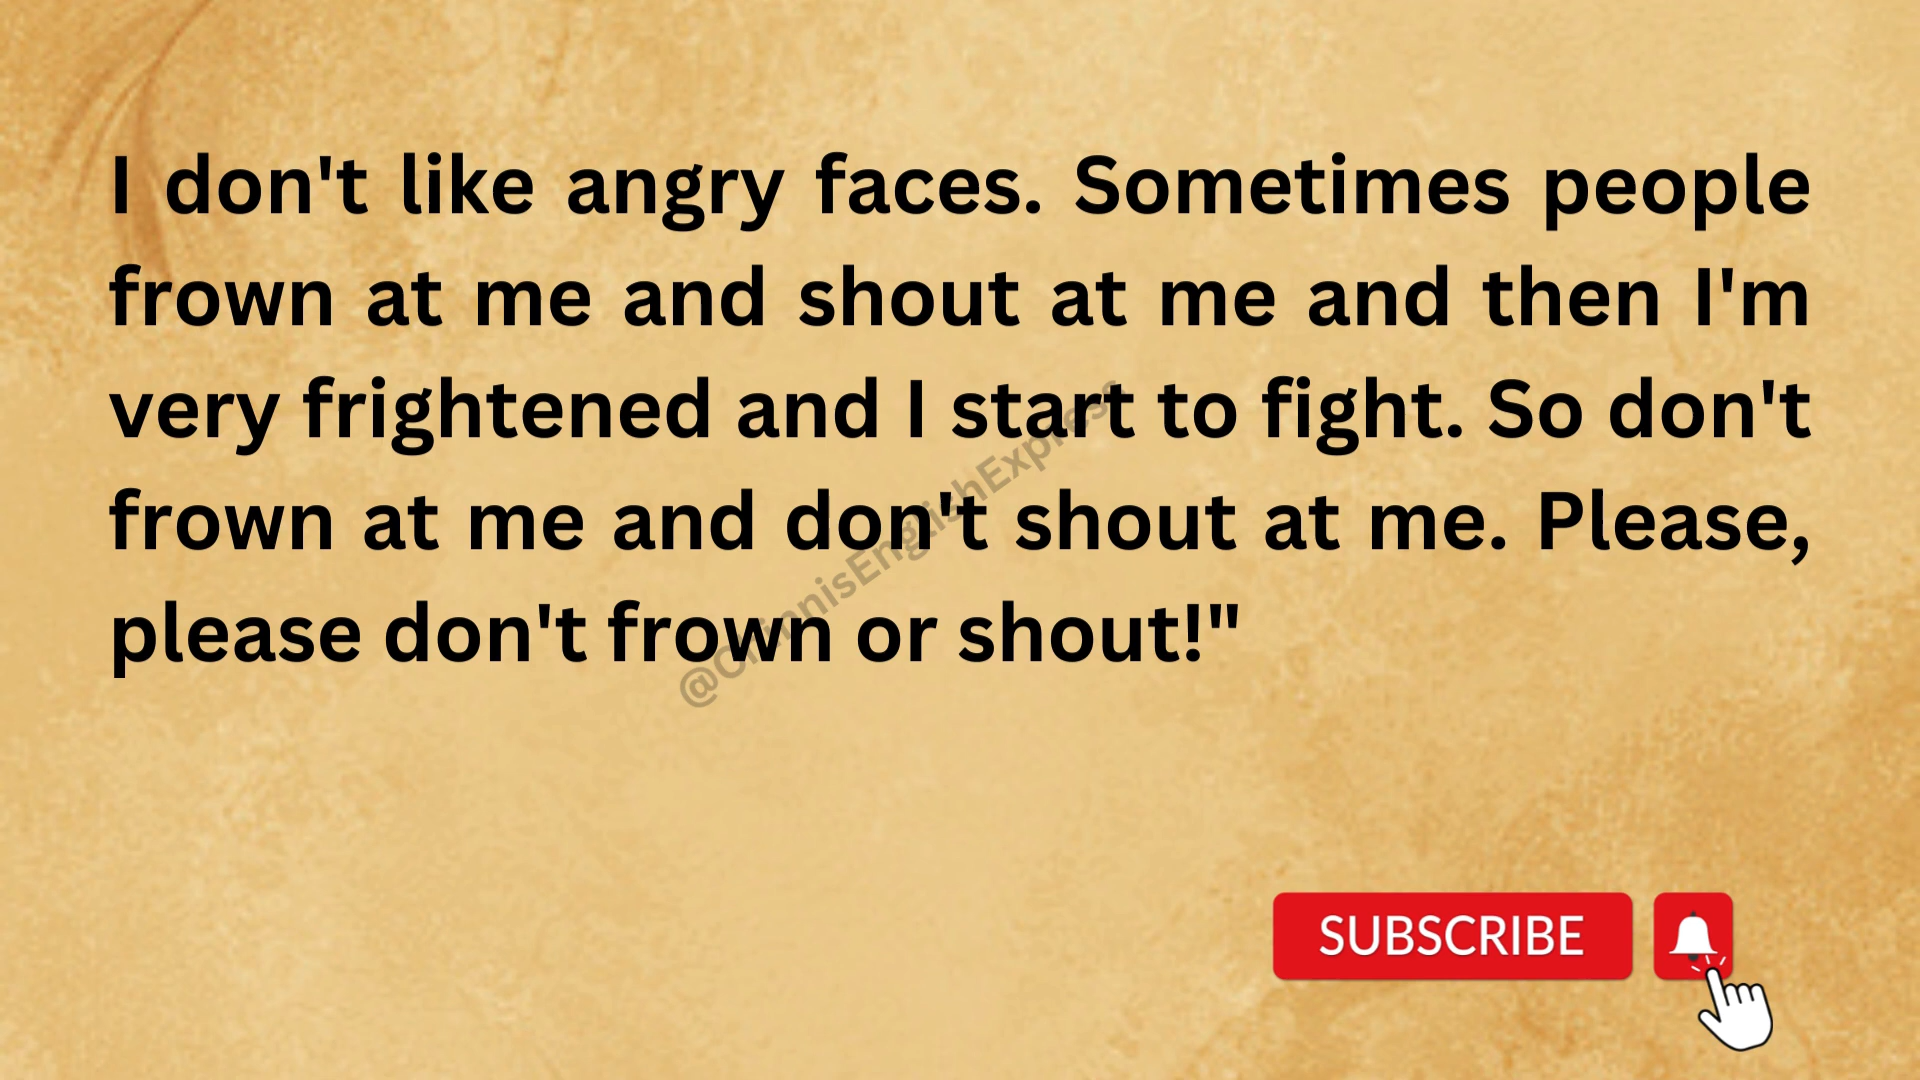 I don't like angry faces. Sometimes people
frown at me and shout at me and then I'm
very frightened and I start to fight. So don't
frown at me and don't shout at me. Please,
please don't frown or shout!"
SUBSCRIBE